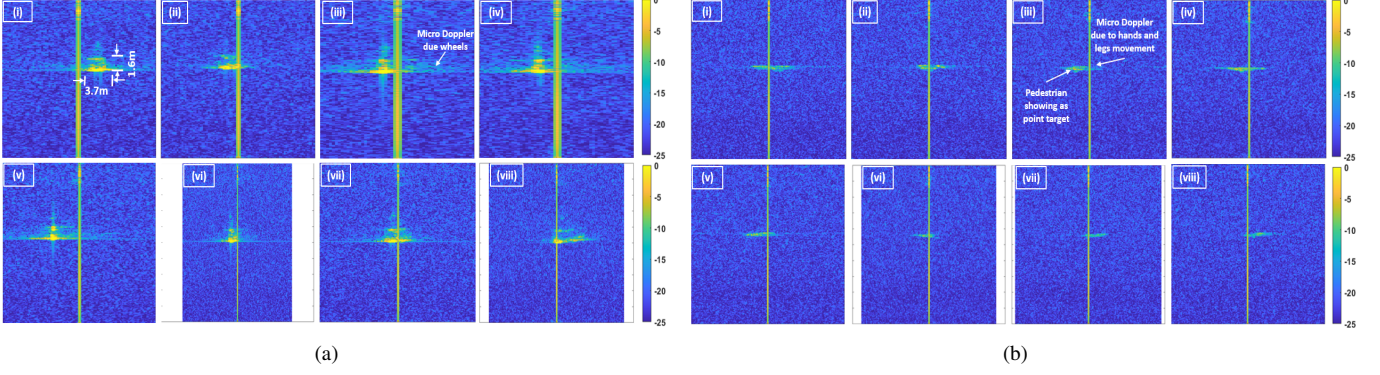 (i)
(ii)
(iii)
(iv)
Micro Doppler
due wheels
1.6m
3.7m
0
-5
-10
-15
-20
-25
(v)
(vi)
(vii)
(viii)
0
-5
-10
-15
-20
-25
(a)
(i)
(ii)
(iii)
(iv)
Micro Doppler
due to hands and
legs movement
Pedestrian
showing as
point target
0
-5
-10
-15
-20
-25
(v)
(vi)
(vii)
(viii)
0
-5
-10
-15
-20
-25
(b)